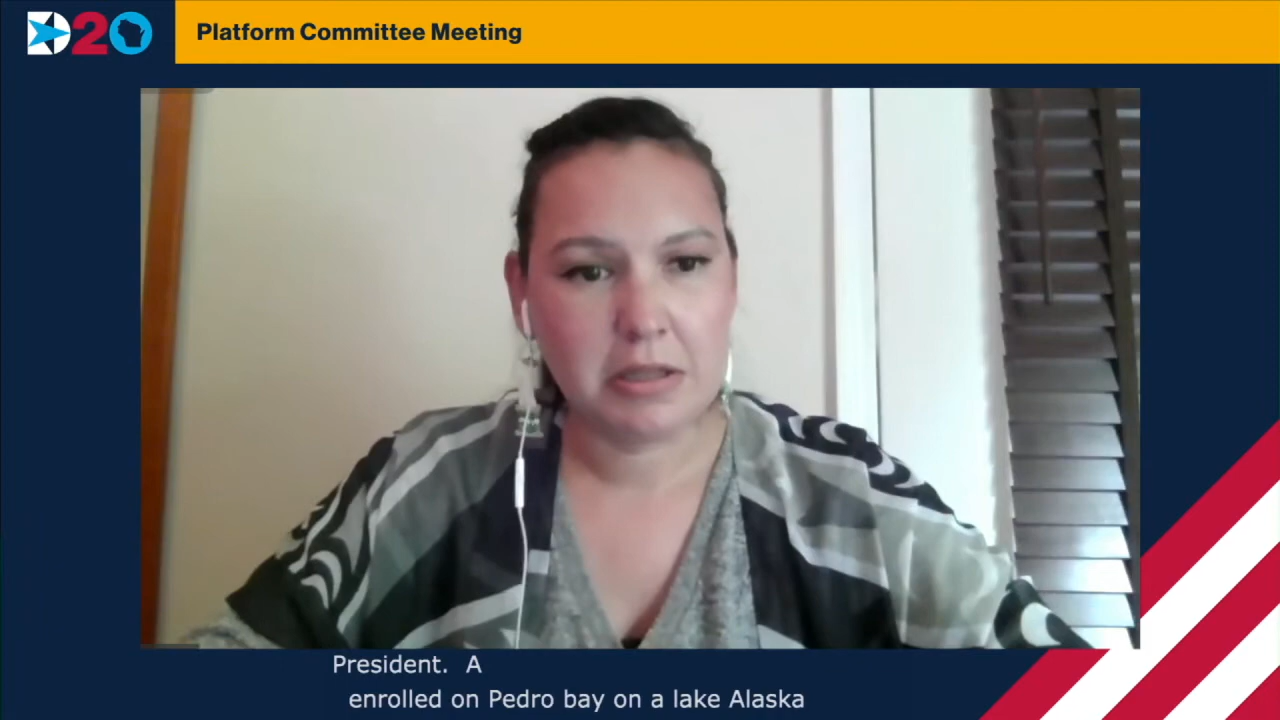 D20
Platform Committee Meeting
President. A
enrolled on Pedro bay on a lake Alaska